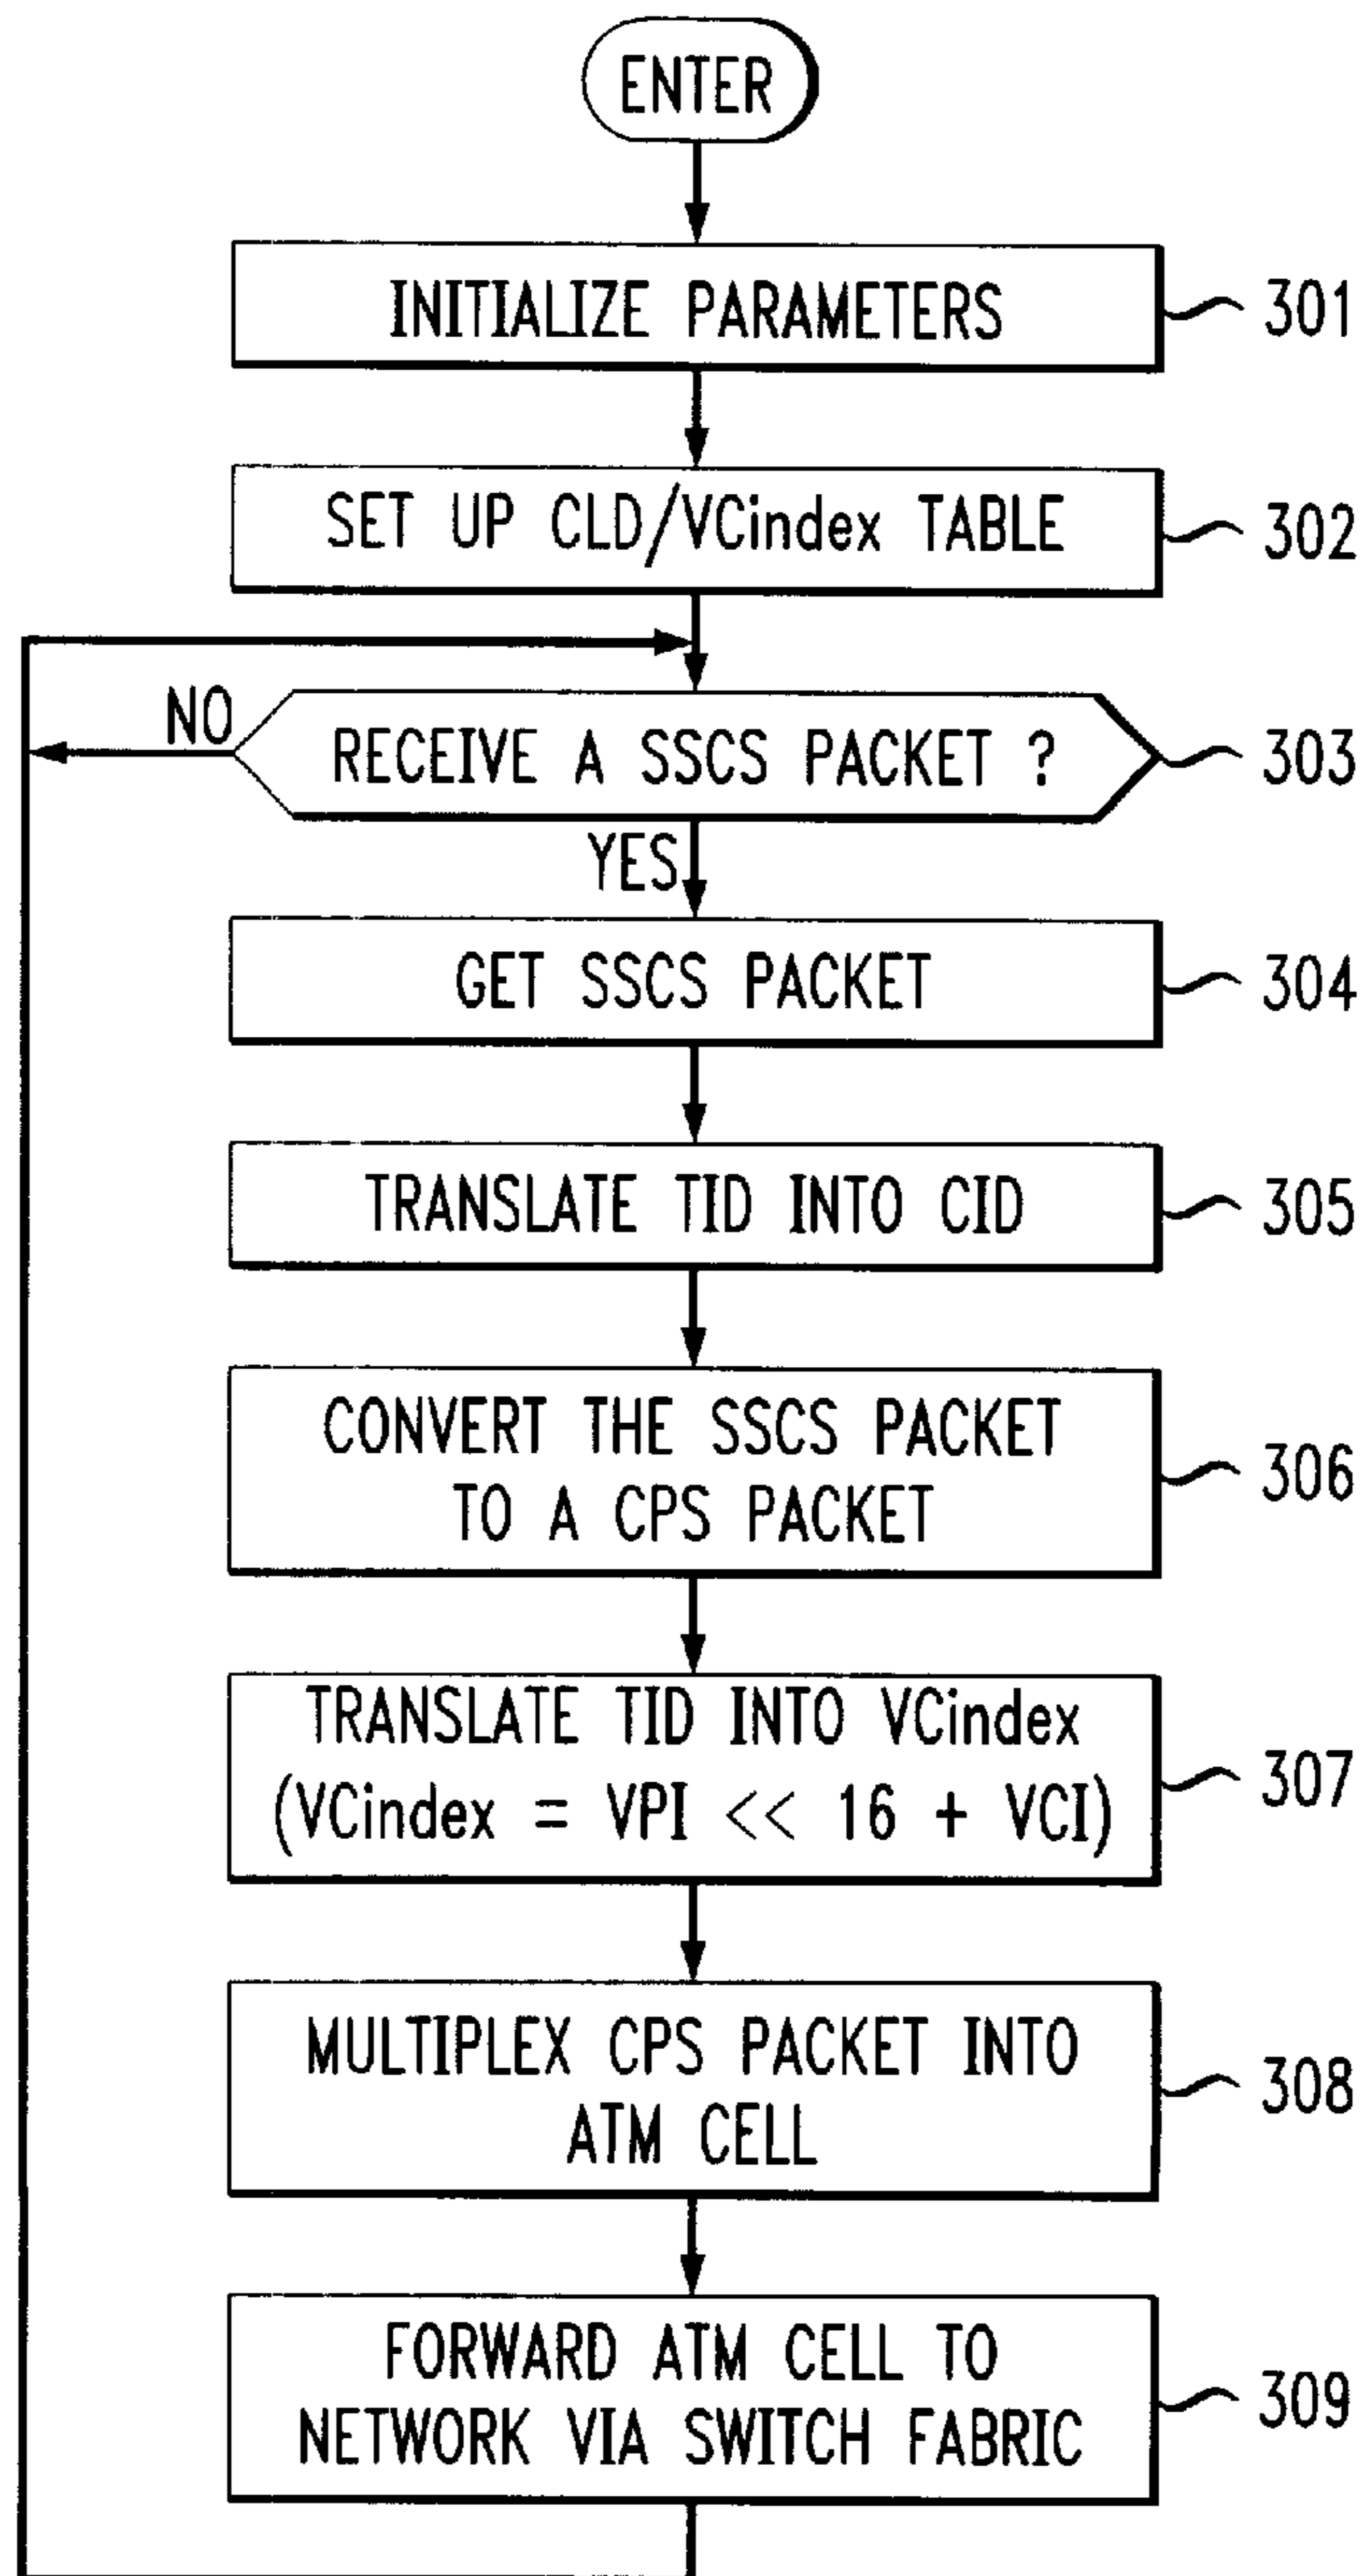 ENTER
INITIALIZE PARAMETERS
301
SET UP CLD/VCindex TABLE
302
NO
RECEIVE A SSCS PACKET ?
303
YES
GET SSCS PACKET
304
TRANSLATE TID INTO CID
305
CONVERT THE SSCS PACKET
TO A CPS PACKET
306
TRANSLATE TID INTO VCindex
(VCindex = VPI << 16 + VCI)
307
MULTIPLEX CPS PACKET INTO
ATM CELL
308
FORWARD ATM CELL TO
NETWORK VIA SWITCH FABRIC
309